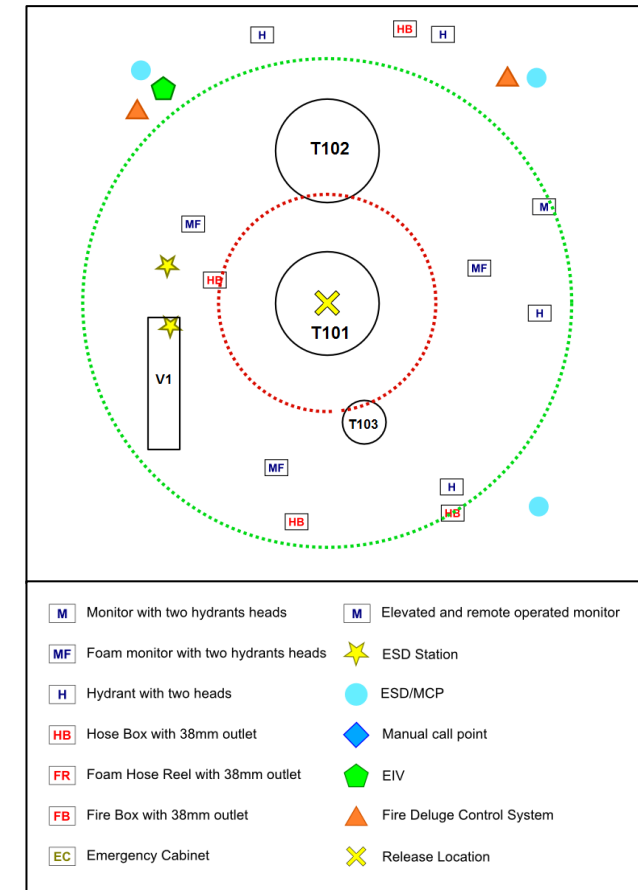 H
HB
H
T102
M
MF
MF
HB
H
T101
V1
T103
MF
H
HB
HB
M Monitor with two hydrants heads
M Elevated and remote operated monitor
MF Foam monitor with two hydrants heads
ESD Station
H Hydrant with two heads
ESD/MCP
HB Hose Box with 38mm outlet
Manual call point
FR Foam Hose Reel with 38mm outlet
EIV
FB Fire Box with 38mm outlet
Fire Deluge Control System
EC Emergency Cabinet
Release Location